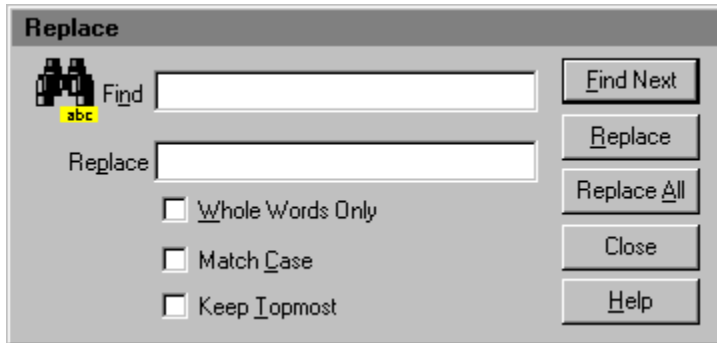 Replace
Find
abc
Find Next
Replace
Replace
Whole Words Only
Replace All
Match Case
Close
Keep Topmost
Help